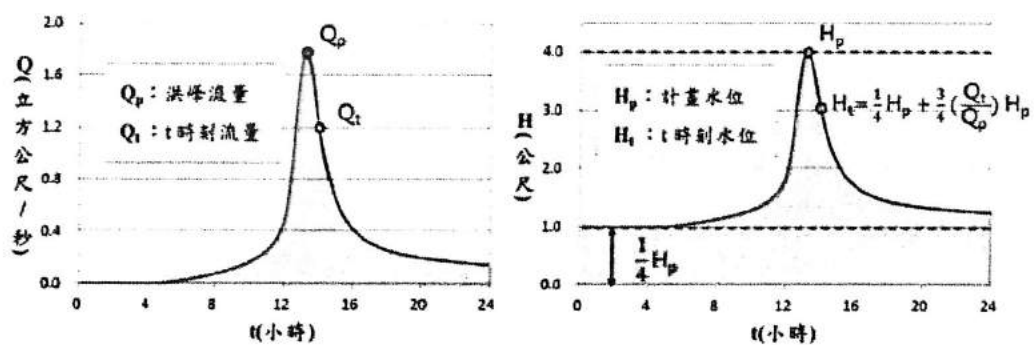 Q(立方公尺/秒)
2.0
1.6
1.2
0.8
0.4
0.0
Qp
Qp：洪峰流量
Qt
Qt：t時刻流量
0 4 8 12 16 20 24
t(小時)
H(公尺)
4.0
3.0
2.0
1.0
0.0
Hp
Hp：計畫水位
Ht=1/4Hp+3/4(Qt/Qp)Hp
Ht：t時刻水位
1/4Hp
0 4 8 12 16 20 24
t(小時)